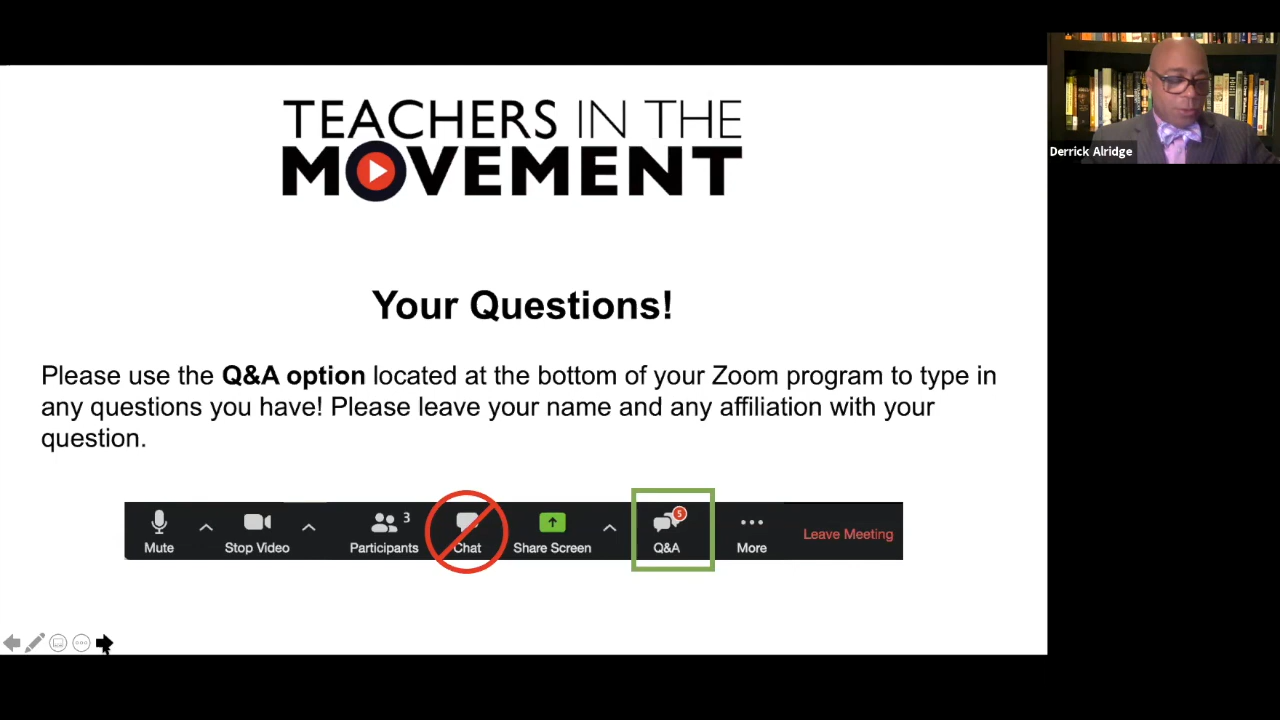 TEACHERS IN THE
MOVEMENT
Derrick Alridge
Your Questions!
Please use the Q&A option located at the bottom of your Zoom program to type in
any questions you have! Please leave your name and any affiliation with your
question.
Mute
Stop Video
Participants
3
Chat
Share Screen
5
Q&A
More
Leave Meeting